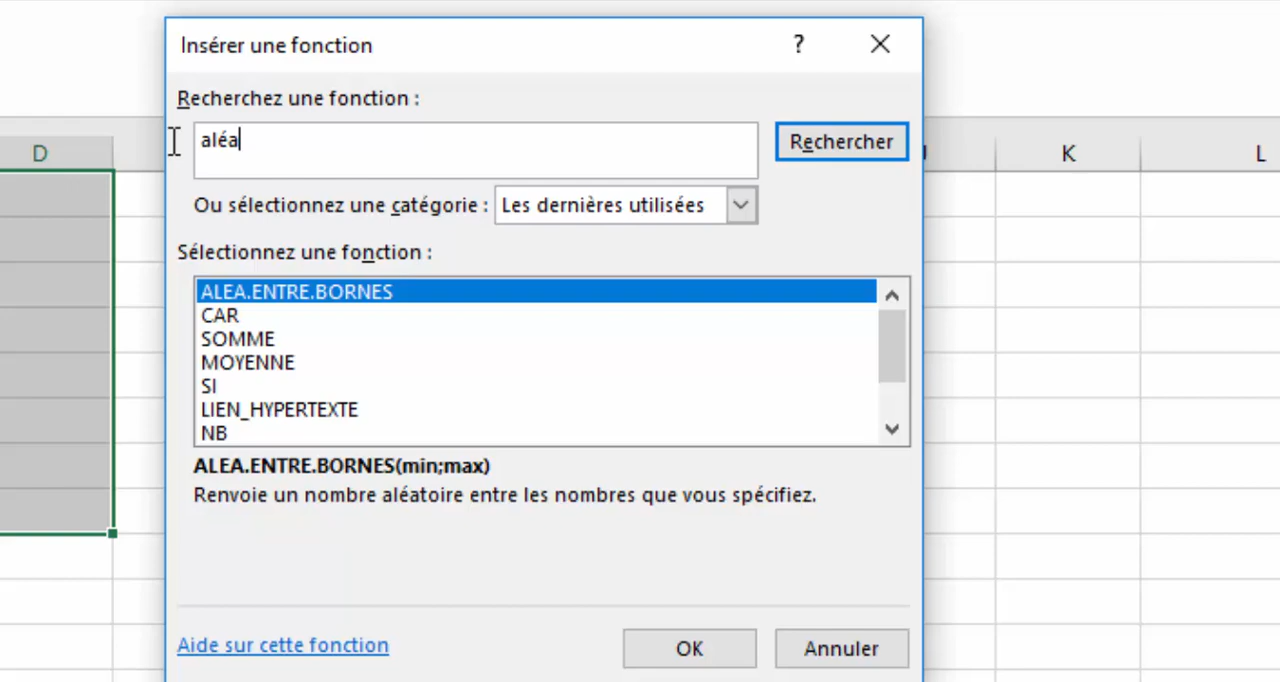 Insérer une fonction ?
Recherchez une fonction :
aléa
Rechercher
D
K L
Ou sélectionnez une catégorie : Les dernières utilisées
Sélectionnez une fonction :
ALEA.ENTRE.BORNES
CAR
SOMME
MOYENNE
SI
LIEN_HYPERTEXTE
NB
ALEA.ENTRE.BORNES(min;max)
Renvoie un nombre aléatoire entre les nombres que vous spécifiez.
Aide sur cette fonction OK Annuler